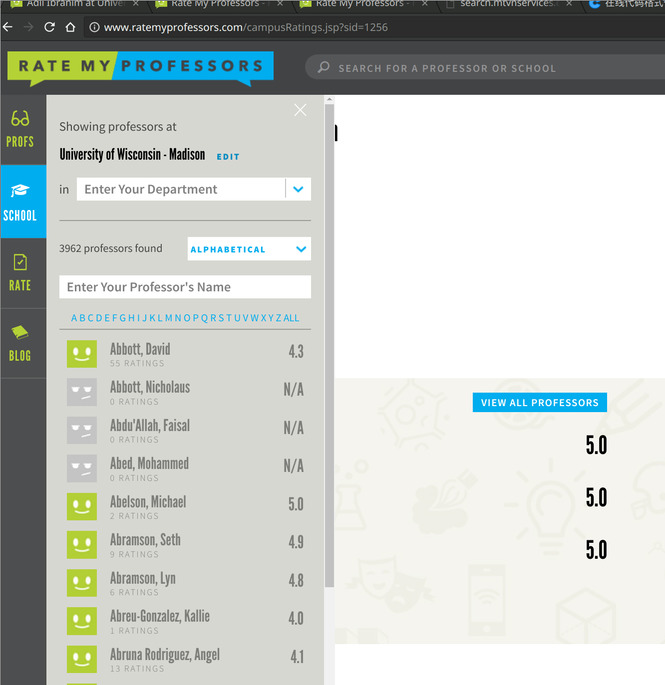 Adil Ibrahim at Univers
Rate My Professors -
Rate My Professors -
search.mtvnservices.
在线代码格式
www.ratemyprofessors.com/campusRatings.jsp?sid=1256
RATE MY PROFESSORS
SEARCH FOR A PROFESSOR OR SCHOOL
PROFS
SCHOOL
RATE
BLOG
Showing professors at
University of Wisconsin - Madison EDIT
in Enter Your Department
3962 professors found ALPHABETICAL
Enter Your Professor's Name
A B C D E F G H I J K L M N O P Q R S T U V W X Y Z ALL
Abbott, David 4.3
55 RATINGS
Abbott, Nicholaus N/A
0 RATINGS
Abdu'Allah, Faisal N/A
0 RATINGS
Abed, Mohammed N/A
0 RATINGS
Abelson, Michael 5.0
2 RATINGS
Abramson, Seth 4.9
9 RATINGS
Abramson, Lyn 4.8
6 RATINGS
Abreu-Gonzalez, Kallie 4.0
1 RATINGS
Abruna Rodriguez, Angel 4.1
13 RATINGS
VIEW ALL PROFESSORS
5.0
5.0
5.0